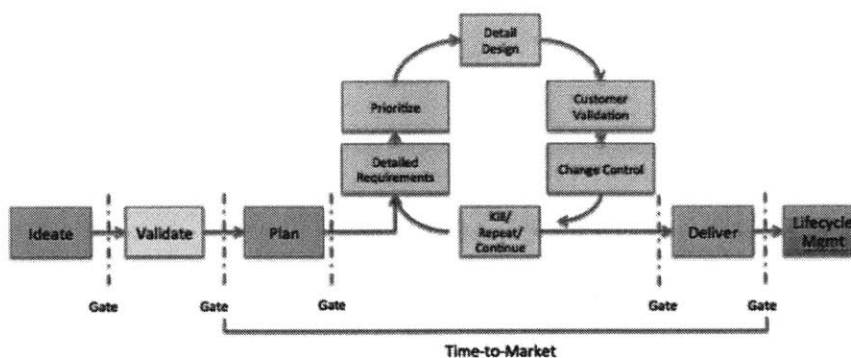 Detail
Design
Prioritize
Customer
Validation
Detailed
Requirements
Change Control
Ideate
Validate
Plan
Kill/
Repeat/
Continue
Deliver
Lifecycle
Mgmt
Gate
Gate
Gate
Gate
Gate
Time-to-Market